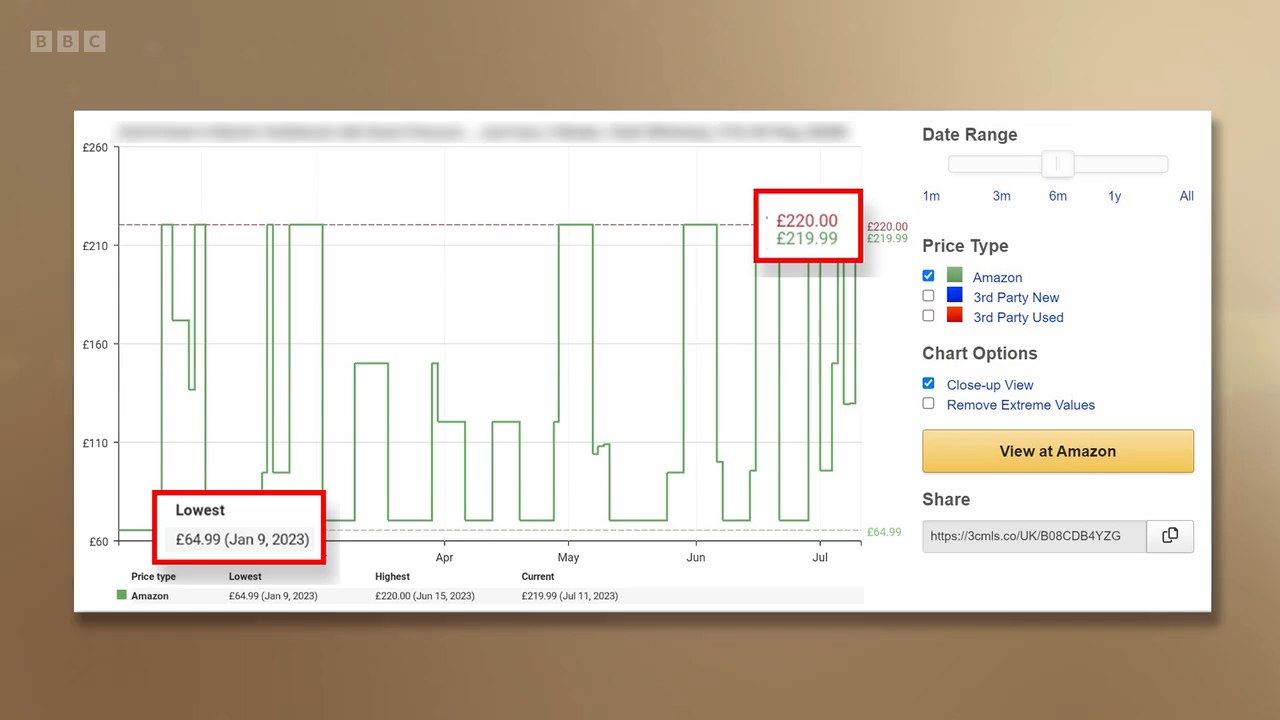 BBC
£260
£210
£160
£110
£60
£220.00
£219.99
£220.00
£219.99
£64.99
Lowest
£64.99 (Jan 9, 2023)
Apr May Jun Jul
Price type Lowest Highest Current
Amazon £64.99 (Jan 9, 2023) £220.00 (Jun 15, 2023) £219.99 (Jul 11, 2023)
Date Range
1m 3m 6m 1y All
Price Type
Amazon
3rd Party New
3rd Party Used
Chart Options
Close-up View
Remove Extreme Values
View at Amazon
Share
https://3cmls.co/UK/B08CDB4YZG